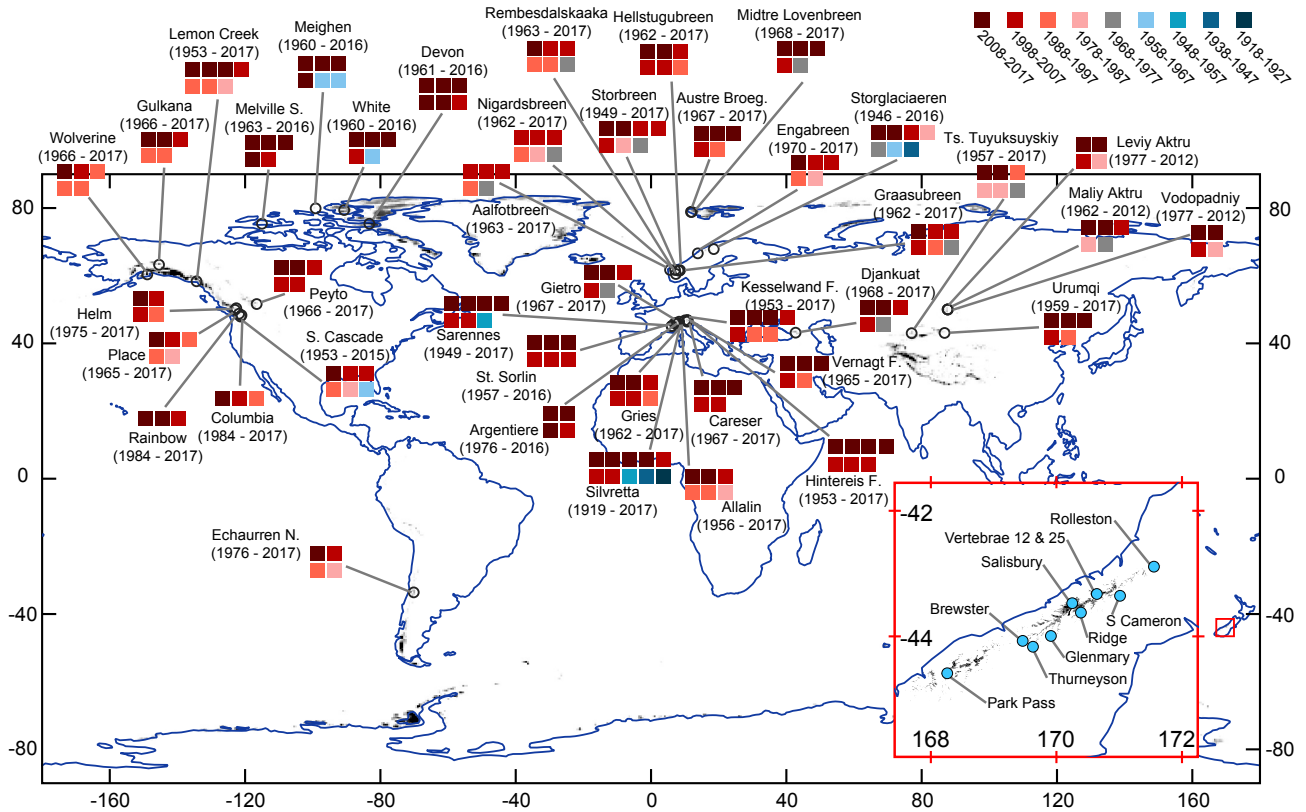 Rembesdalskaaka
(1963 - 2017)
Hellstugubreen
(1962 - 2017)
Midtre Lovenbreen
(1968 - 2017)
2008-2017
1998-2007
1988-1997
1978-1987
1968-1977
1958-1967
1948-1957
1938-1947
1918-1927
Lemon Creek
(1953 - 2017)
Meighen
(1960 - 2016)
Devon
(1961 - 2016)
Gulkana
(1966 - 2017)
Melville S.
(1963 - 2016)
White
(1960 - 2016)
Nigardsbreen
(1962 - 2017)
Storbreen
(1949 - 2017)
Austre Broeg.
(1967 - 2017)
Engabreen
(1970 - 2017)
Storglaciaeren
(1946 - 2017)
Wolverine
(1966 - 2017)
Ts. Tuyuksuyskiy
(1957 - 2017)
Leviy Aktru
(1977 - 2012)
Maliy Aktru
(1962 - 2012)
Vodopadniy
(1977 - 2012)
Graasubreen
(1962 - 2017)
Aalfotbreen
(1963 - 2017)
80
80
Peyto
(1966 - 2017)
Gietro
(1967 - 2017)
Kesselwand F.
(1953 - 2017)
Djankuat
(1968 - 2017)
Urumqi
(1959 - 2017)
Helm
(1975 - 2017)
Place
(1965 - 2017)
S. Cascade
(1953 - 2015)
Sarennes
(1949 - 2017)
40
40
St. Sorlin
(1957 - 2016)
Vernagt F.
(1965 - 2017)
Columbia
(1984 - 2017)
Rainbow
(1984 - 2017)
Argentiere
(1976 - 2016)
Gries
(1962 - 2017)
Careser
(1967 - 2017)
Hintereis F.
(1953 - 2017)
Silvretta
(1919 - 2017)
Allalin
(1956 - 2017)
0
0
Echaurren N.
(1976 - 2017)
-42
Rolleston
Vertebrae 12 & 25
Salisbury
Brewster
S Cameron
-44
Ridge
Glenmary
Thurneyson
Park Pass
168
170
172
-40
-40
-80
-80
-160
-120
-80
-40
0
40
80
120
160